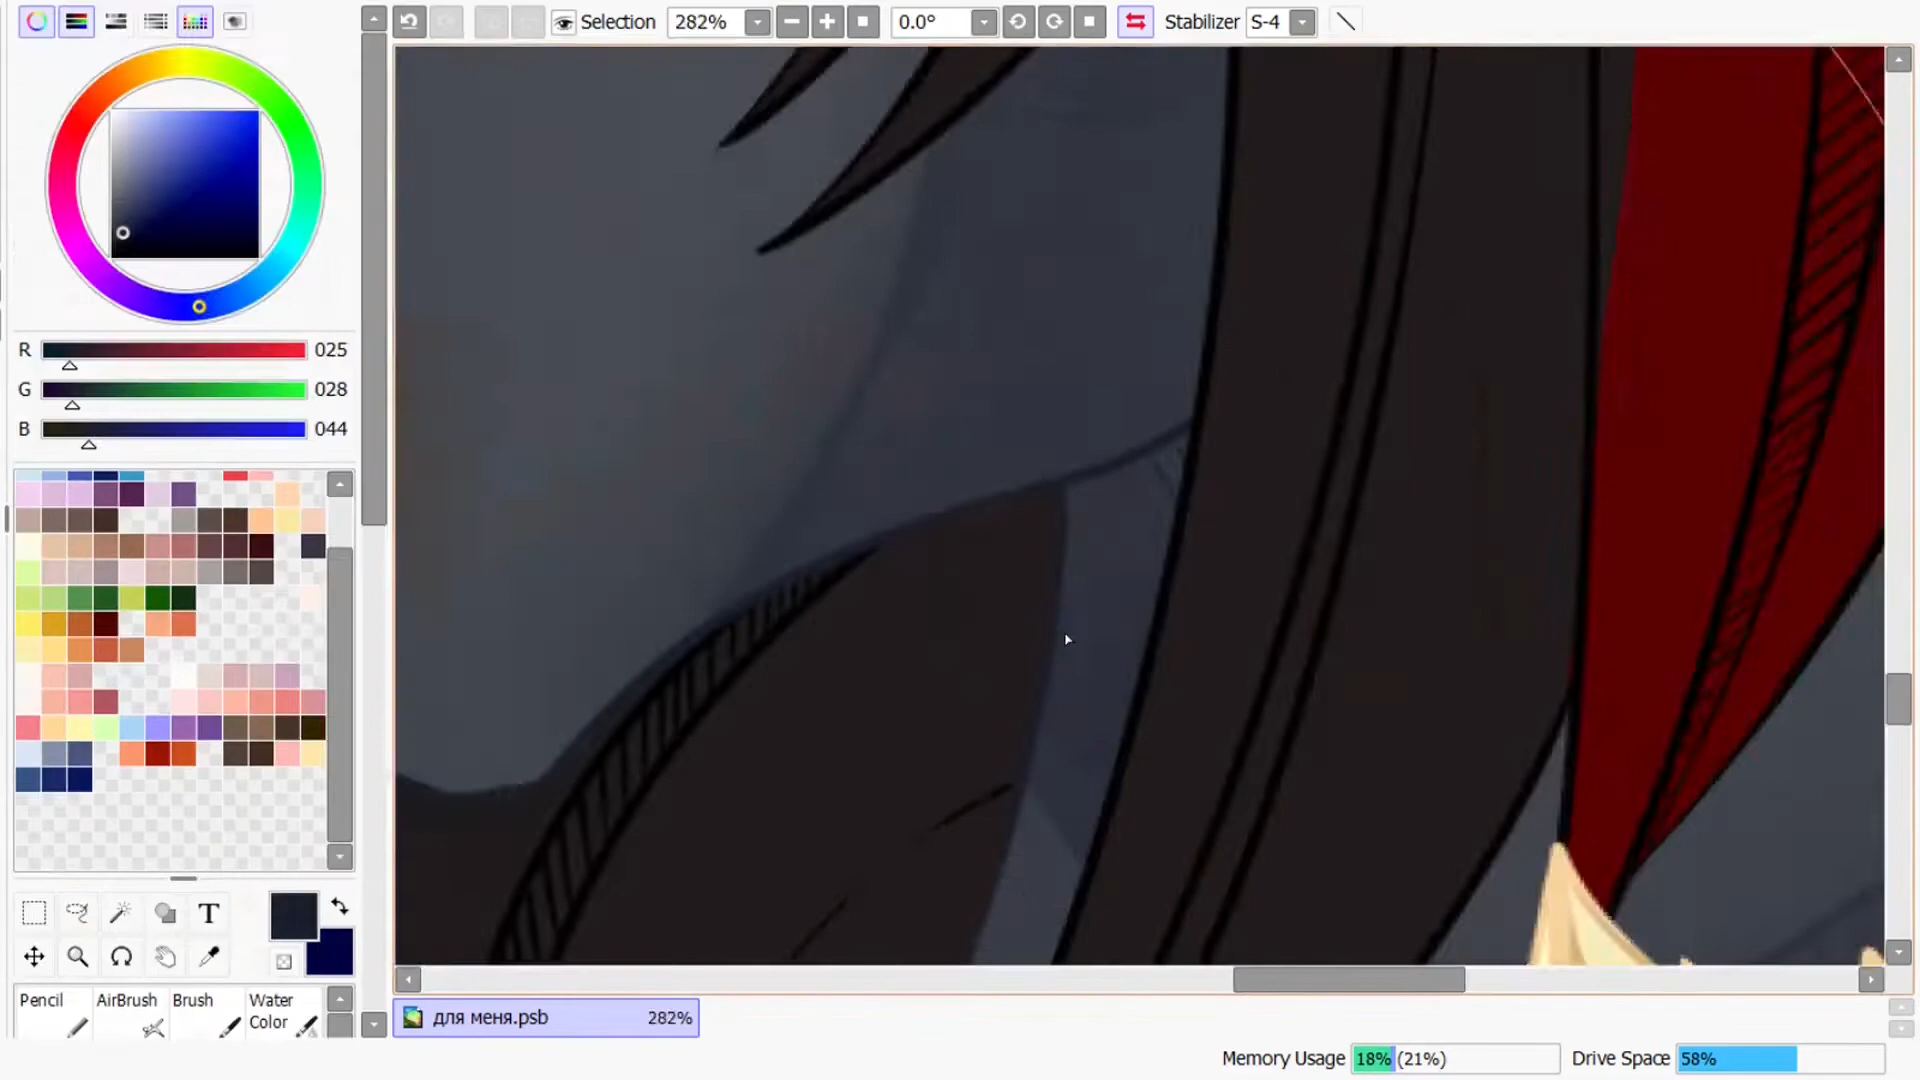 Selection 282% 0.0° Stabilizer S-4
R 025
G 028
B 044
T
Pencil AirBrush Brush Water Color
для меня.psb 282%
Memory Usage 18% (21%) Drive Space 58%